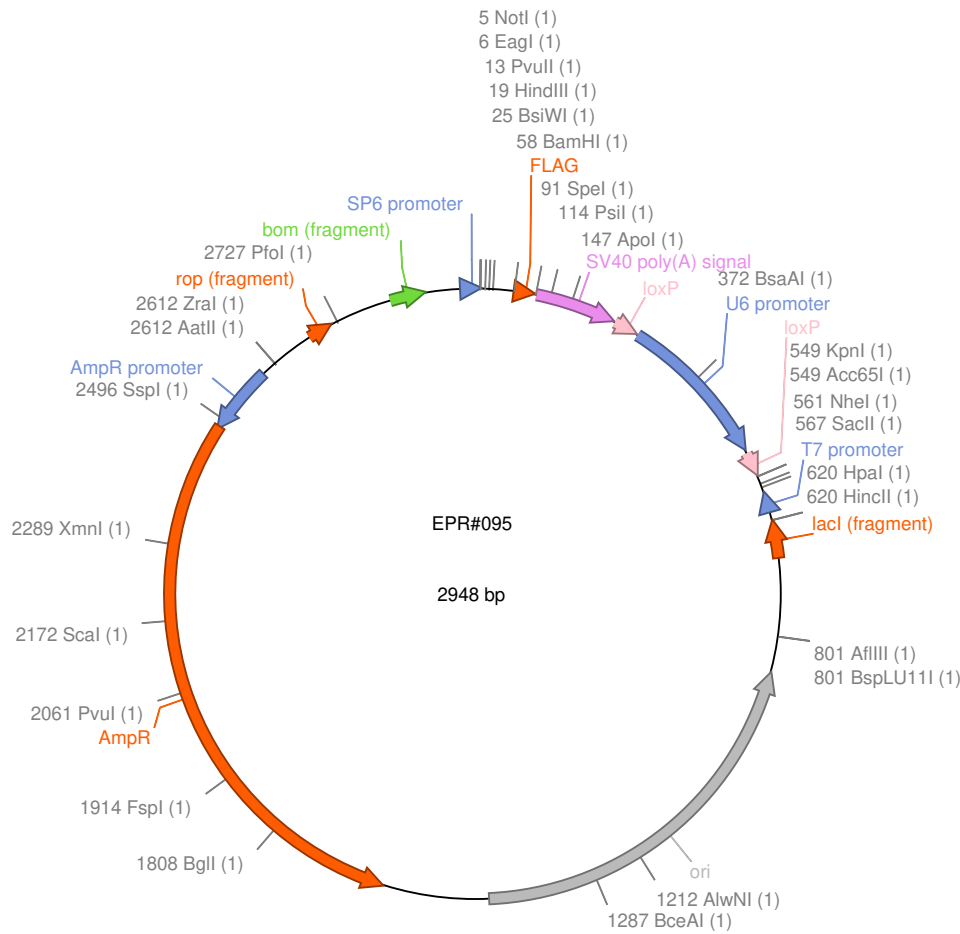 5 NotI (1)
6 EagI (1)
13 PvuII (1)
19 HindIII (1)
25 BsiWI (1)
58 BamHI (1)
FLAG
91 SpeI (1)
114 PsiI (1)
147 ApoI (1)
SV40 poly(A) signal
loxP
372 BsaAI (1)
U6 promoter
loxP
549 KpnI (1)
549 Acc65I (1)
561 NheI (1)
567 SacII (1)
T7 promoter
620 HpaI (1)
620 HincII (1)
lacI (fragment)
801 AflIII (1)
801 BspLU11I (1)
ori
1212 AlwNI (1)
1287 BceAI (1)
1808 BglI (1)
1914 FspI (1)
AmpR
2061 PvuI (1)
2172 ScaI (1)
2289 XmnI (1)
2496 SspI (1)
AmpR promoter
2612 AatII (1)
2612 ZraI (1)
rop (fragment)
2727 PfoI (1)
bom (fragment)
SP6 promoter
EPR#095
2948 bp